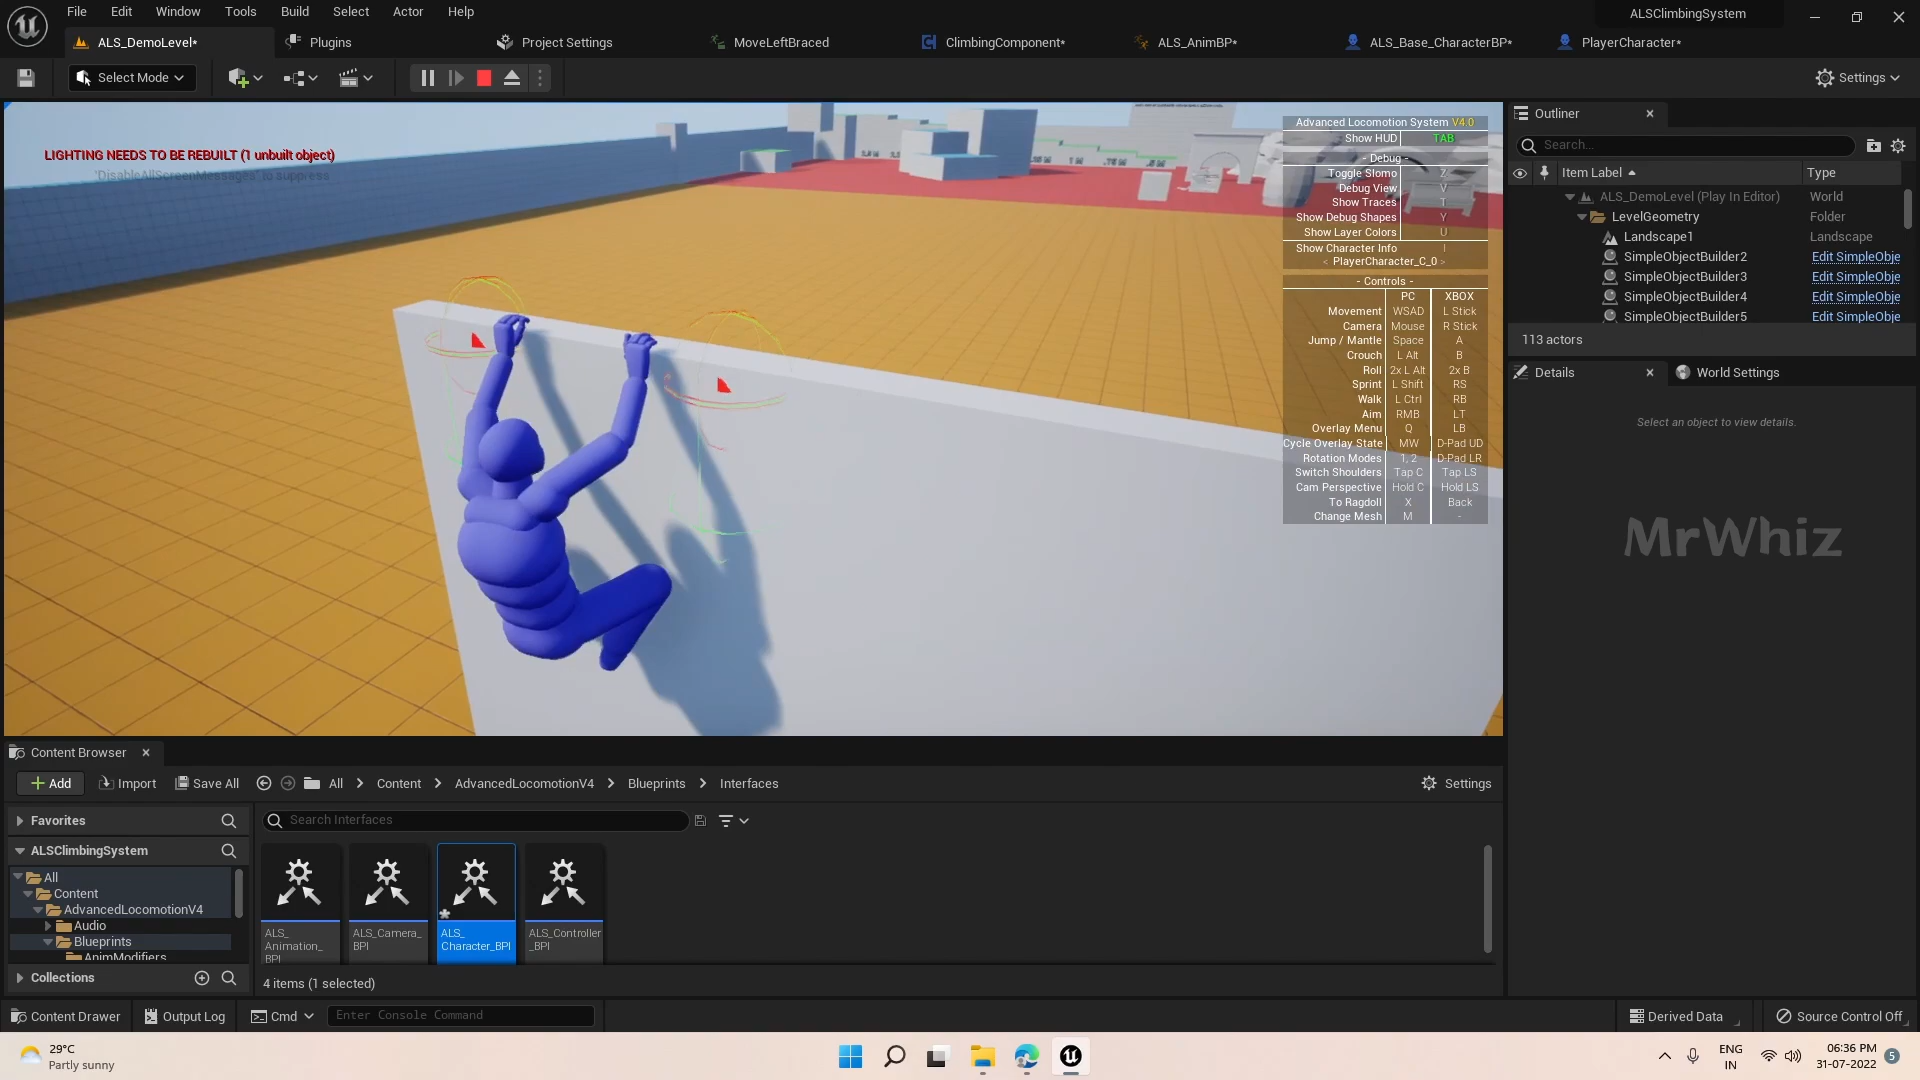 File Edit Window Tools Build Select Actor Help
ALSClimbingSystem
ALS_DemoLevel*
Plugins
Project Settings
MoveLeftBraced
ClimbingComponent*
ALS_AnimBP*
ALS_Base_CharacterBP*
PlayerCharacter*
Select Mode
Settings
LIGHTING NEEDS TO BE REBUILT (1 unbuilt object)
'DisableAllScreenMessages' to suppress
Advanced Locomotion System V4.0
Show HUD TAB
- Debug -
Toggle Slomo Z
Debug View V
Show Traces T
Show Debug Shapes Y
Show Layer Colors U
Show Character Info I
< PlayerCharacter_C_0 >
- Controls -
PC XBOX
Movement WSAD L Stick
Camera Mouse R Stick
Jump / Mantle Space A
Crouch L Alt B
Roll 2x L Alt 2x B
Sprint L Shift RS
Walk L Ctrl RB
Aim RMB LT
Overlay Menu Q LB
Cycle Overlay State MW D-Pad UD
Rotation Modes 1, 2 D-Pad LR
Switch Shoulders Tap C Tap LS
Cam Perspective Hold C Hold LS
To Ragdoll X Back
Change Mesh M -
Outliner
Search...
Item Label Type
ALS_DemoLevel (Play In Editor) World
LevelGeometry Folder
Landscape1 Landscape
SimpleObjectBuilder2 Edit SimpleObje
SimpleObjectBuilder3 Edit SimpleObje
SimpleObjectBuilder4 Edit SimpleObje
SimpleObjectBuilder5 Edit SimpleObje
113 actors
Details
World Settings
Select an object to view details.
MrWhiz
Content Browser
Add Import Save All All Content AdvancedLocomotionV4 Blueprints Interfaces Settings
Favorites
Search Interfaces
ALSClimbingSystem
All
Content
AdvancedLocomotionV4
Audio
Blueprints
AnimModifiers
Collections
ALS_
Animation_
BPI
ALS_Camera_
BPI
ALS_
Character_BPI
ALS_Controller
_BPI
4 items (1 selected)
Content Drawer Output Log Cmd Enter Console Command Derived Data Source Control Off
29°C
Partly sunny
ENG
IN
06:36 PM
31-07-2022
5